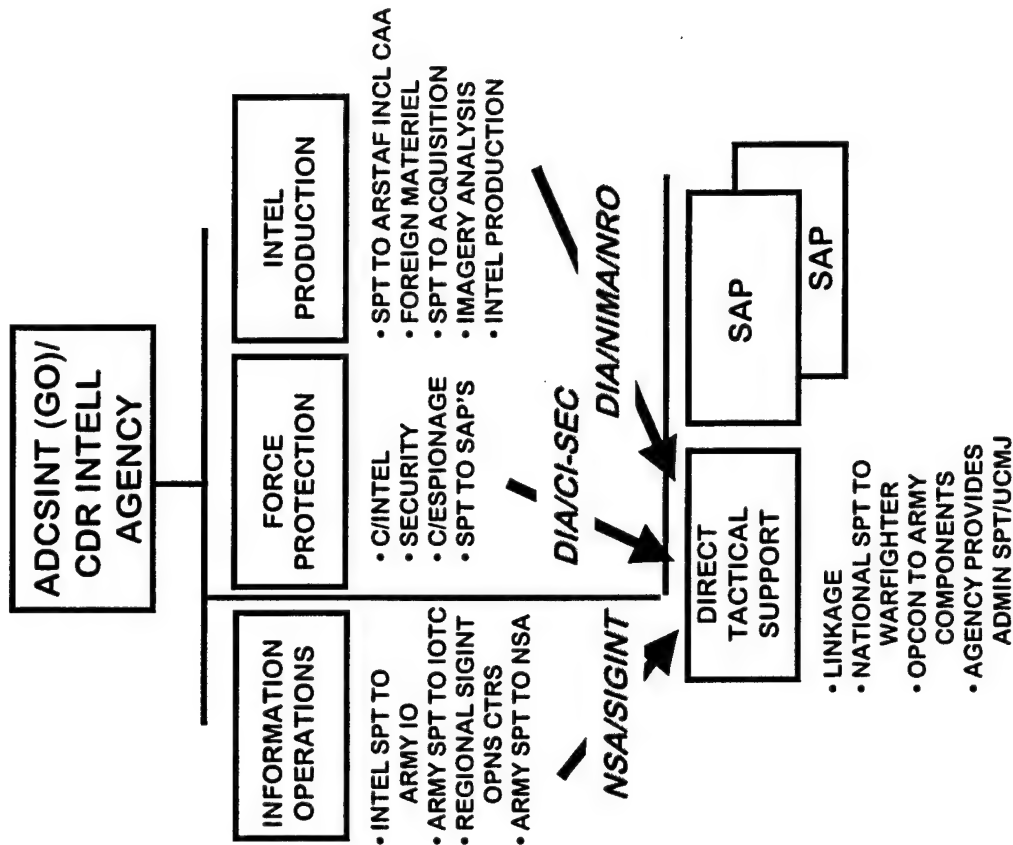 ADCSINT (GO)/
CDR INTELL
AGENCY
INFORMATION
OPERATIONS
• INTEL SPT TO
ARMY IO
• ARMY SPT TO IOTC
• REGIONAL SIGINT
OPNS CTRS
• ARMY SPT TO NSA
FORCE
PROTECTION
• C/INTEL
• SECURITY
• C/ESPIONAGE
• SPT TO SAP'S
INTEL
PRODUCTION
• SPT TO ARSTAF INCL CAA
• FOREIGN MATERIEL
• SPT TO ACQUISITION
• IMAGERY ANALYSIS
• INTEL PRODUCTION
NSA/SIGINT
DIA/CI-SEC
DIA/NIMA/NRO
DIRECT
TACTICAL
SUPPORT
• LINKAGE
• NATIONAL SPT TO
WARFIGHTER
• OPCON TO ARMY
COMPONENTS
• AGENCY PROVIDES
ADMIN SPT/UCMJ
SAP
SAP